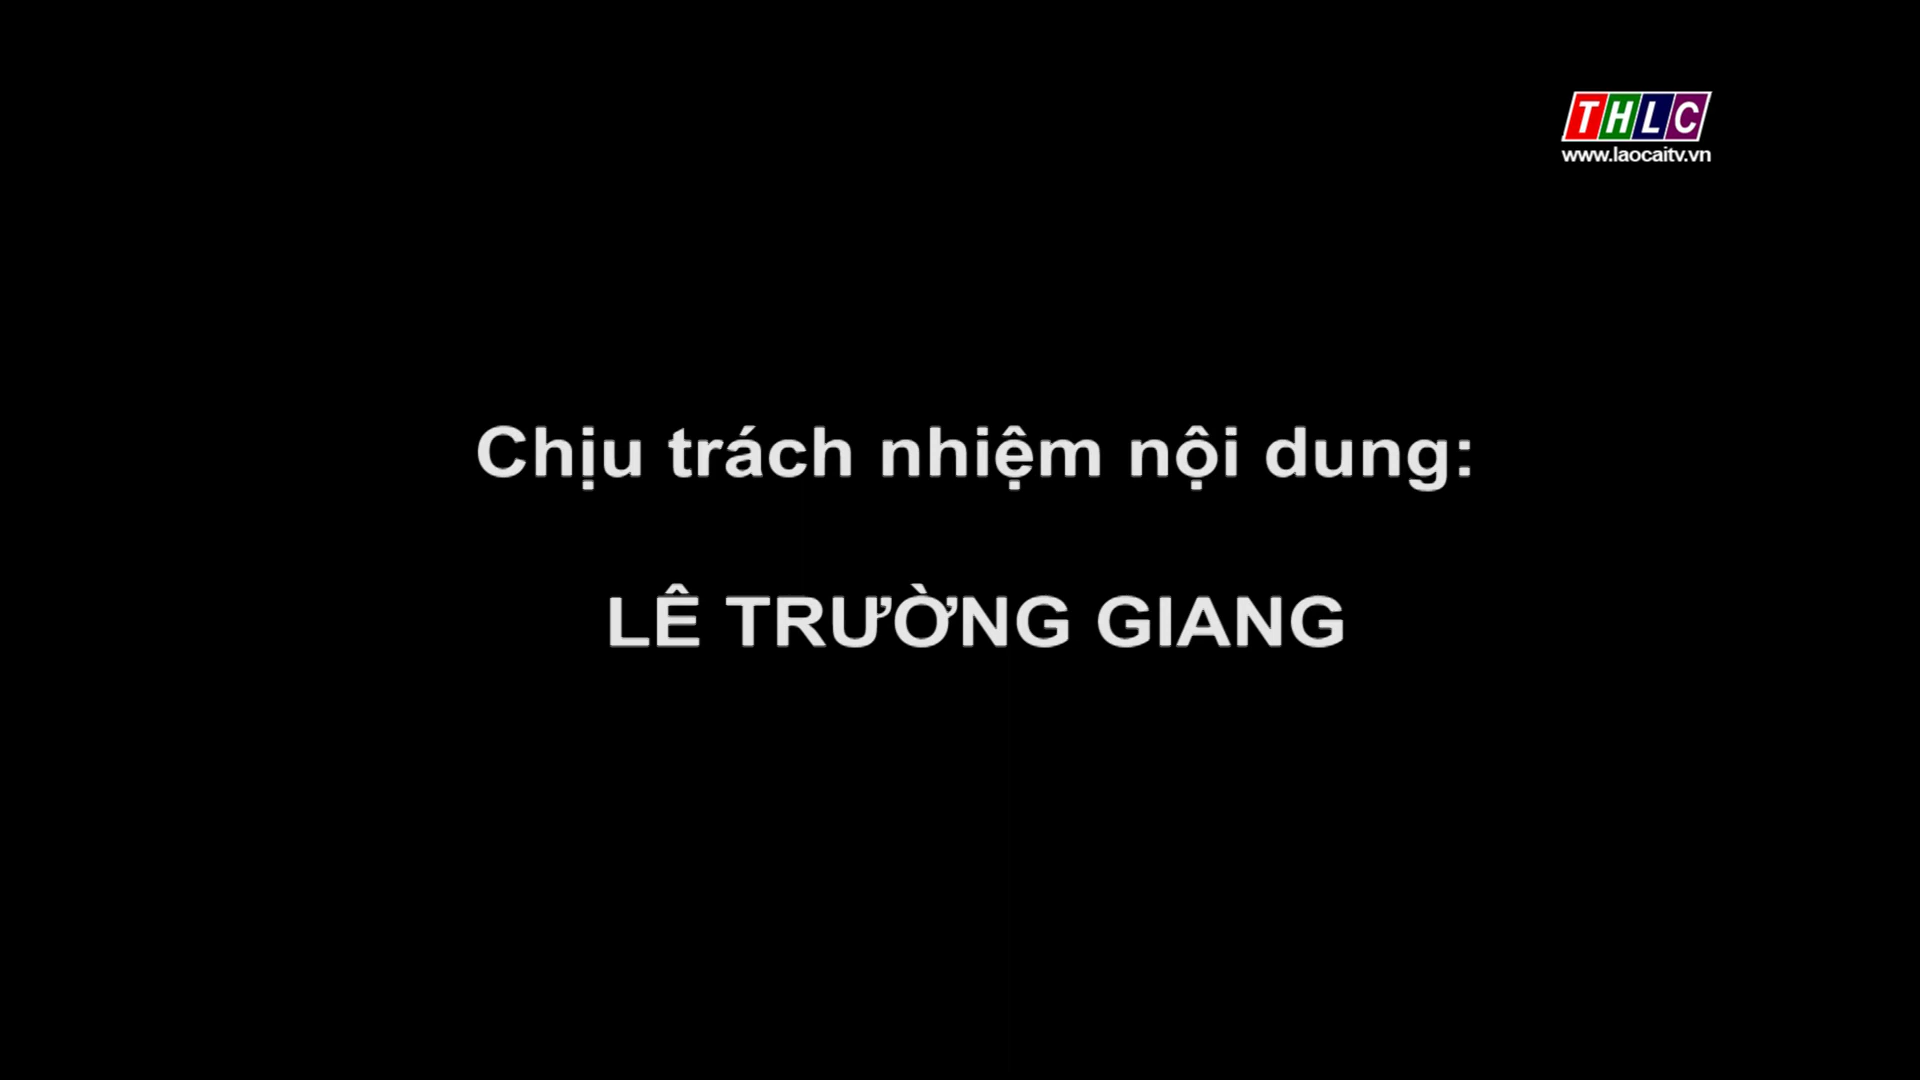 THLC
www.laocaitv.vn
Chịu trách nhiệm nội dung:
LÊ TRƯỜNG GIANG